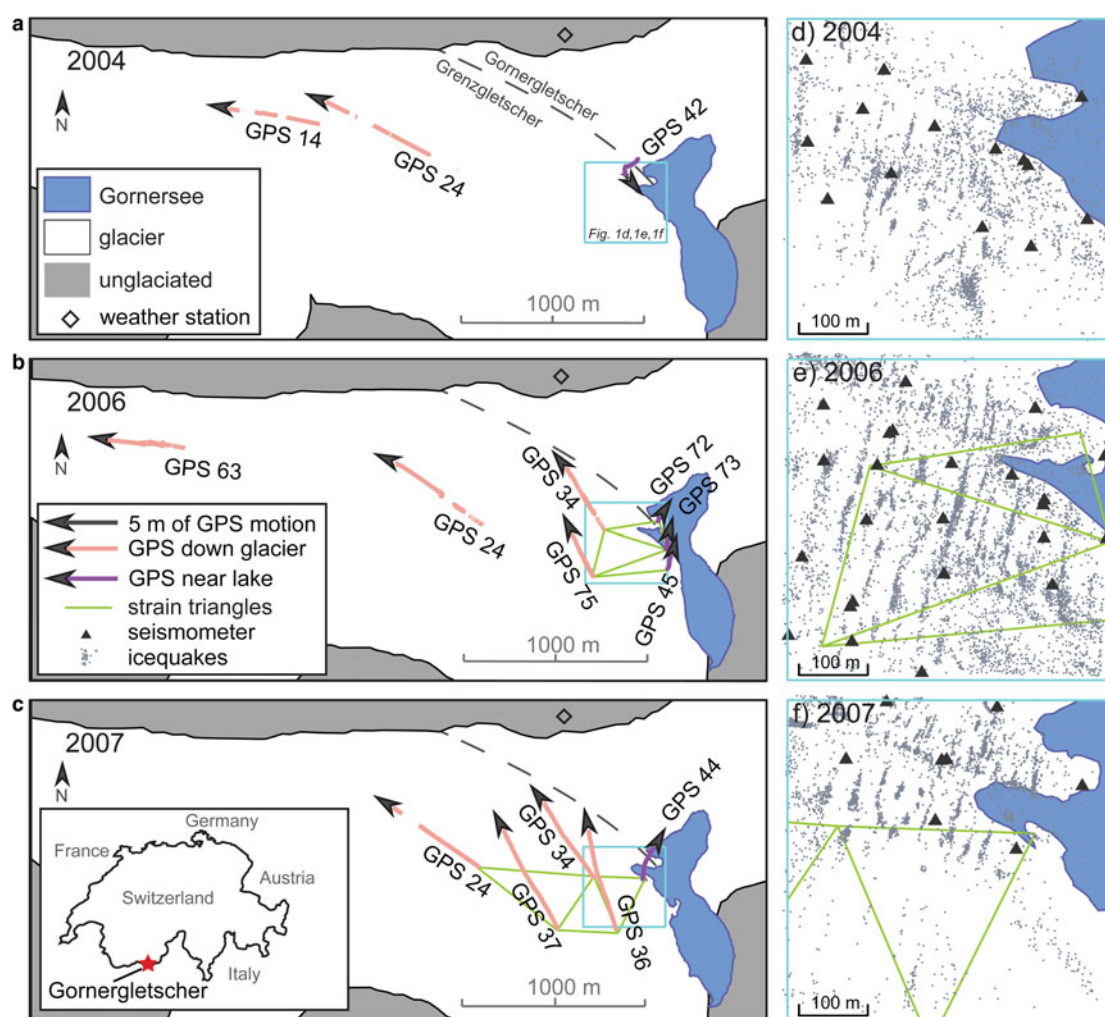 a
2004
N
GPS 14
GPS 24
Gornergletscher
Grenzgletscher
GPS 42
Fig. 1d,1e,1f
1000 m
Gornersee
glacier
unglaciated
weather station
d) 2004
100 m
b
2006
N
GPS 63
GPS 24
GPS 34
GPS 75
GPS 72
GPS 73
GPS 45
1000 m
5 m of GPS motion
GPS down glacier
GPS near lake
strain triangles
seismometer
icequakes
e) 2006
100 m
c
2007
N
GPS 24
GPS 37
GPS 34
GPS 36
GPS 44
1000 m
Germany
France
Switzerland
Austria
Italy
Gornergletscher
f) 2007
100 m